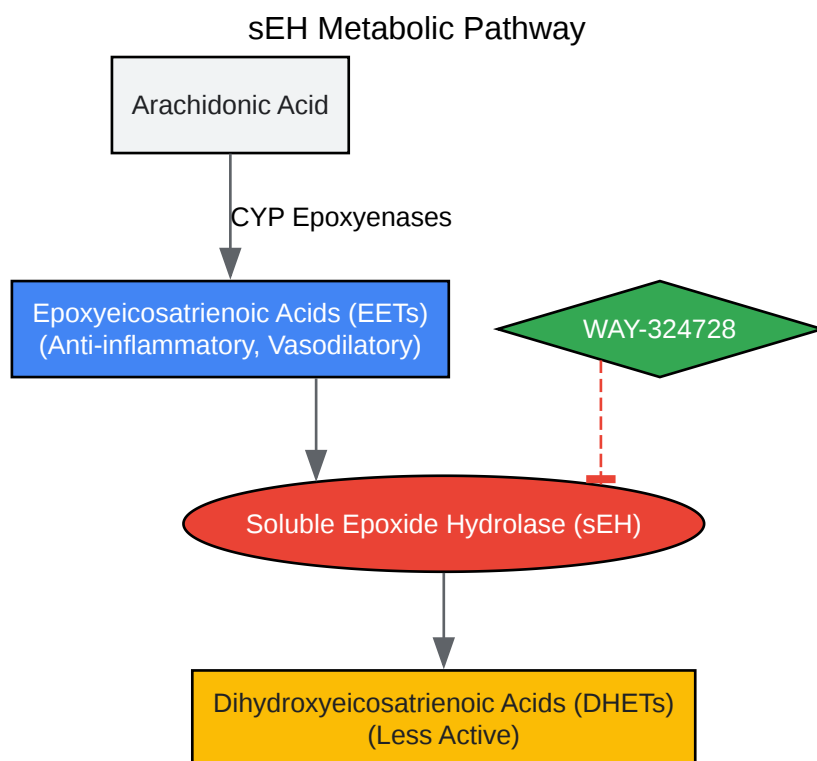 sEH Metabolic Pathway
Arachidonic Acid
CYP Epoxyenases
Epoxyeicosatrienoic Acids (EETs)
(Anti-inflammatory, Vasodilatory)
WAY-324728
Soluble Epoxide Hydrolase (sEH)
Dihydroxyeicosatrienoic Acids (DHETs)
(Less Active)